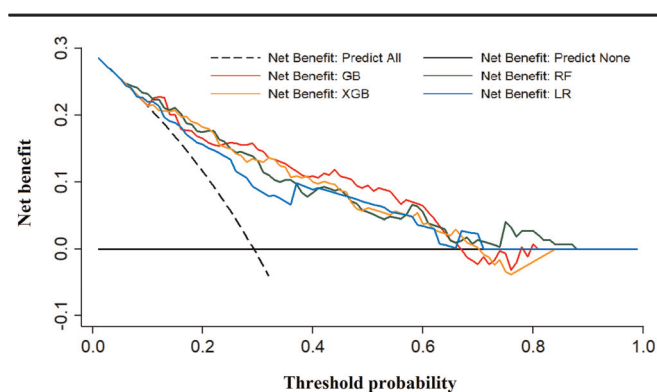 0.3
0.2
0.1
0.0
-0.1
Net benefit
Net Benefit: Predict All
Net Benefit: Predict None
Net Benefit: GB
Net Benefit: RF
Net Benefit: XGB
Net Benefit: LR
0.0 0.2 0.4 0.6 0.8 1.0
Threshold probability